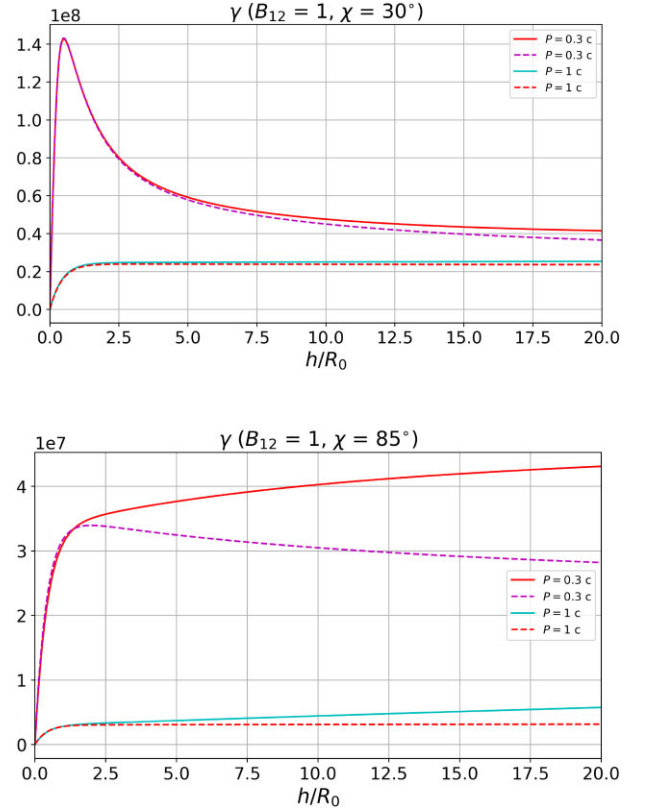 γ (B₁₂ = 1, χ = 30°)
1e8
1.4
1.2
1.0
0.8
0.6
0.4
0.2
0.0
P = 0.3 c
P = 0.3 c
P = 1 c
P = 1 c
0.0 2.5 5.0 7.5 10.0 12.5 15.0 17.5 20.0
h/R₀
γ (B₁₂ = 1, χ = 85°)
1e7
4
3
2
1
0
P = 0.3 c
P = 0.3 c
P = 1 c
P = 1 c
0.0 2.5 5.0 7.5 10.0 12.5 15.0 17.5 20.0
h/R₀